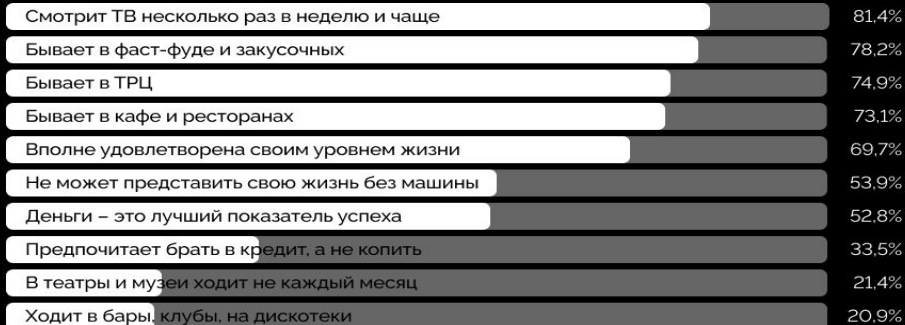 Смотрит ТВ несколько раз в неделю и чаще 81,4%
Бывает в фаст-фуде и закусочных 78,2%
Бывает в ТРЦ 74,9%
Бывает в кафе и ресторанах 73,1%
Вполне удовлетворена своим уровнем жизни 69,7%
Не может представить свою жизнь без машины 53,9%
Деньги – это лучший показатель успеха 52,8%
Предпочитает брать в кредит, а не копить 33,5%
В театры и музеи ходит не каждый месяц 21,4%
Ходит в бары, клубы, на дискотеки 20,9%